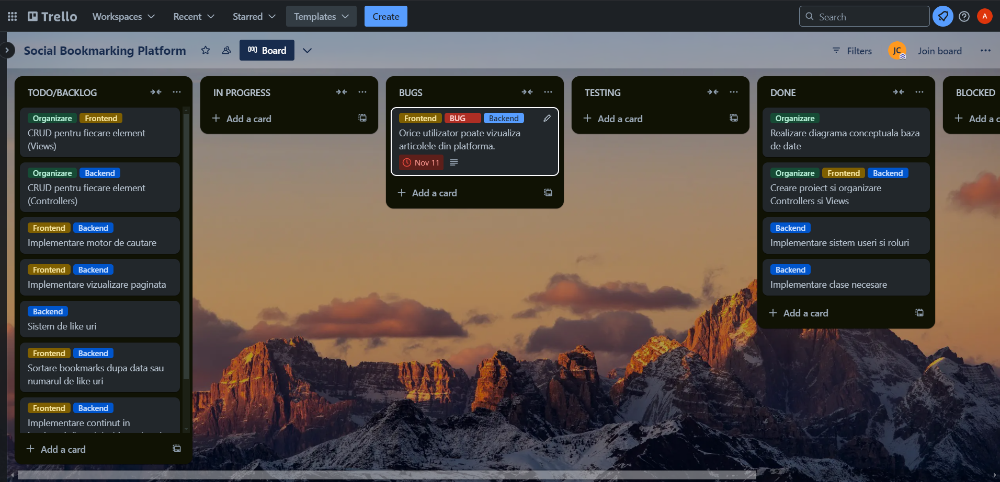 Trello
Workspaces
Recent
Starred
Templates
Create
Search
A
Social Bookmarking Platform
Board
Filters
JC
Join board
TODO/BACKLOG
Organizare Frontend
CRUD pentru fiecare element
(Views)
Organizare Backend
CRUD pentru fiecare element
(Controllers)
Frontend Backend
Implementare motor de cautare
Frontend Backend
Implementare vizualizare paginata
Backend
Sistem de like uri
Frontend Backend
Sortare bookmarks dupa data sau
numarul de like uri
Frontend Backend
Implementare continut in
Add a card
IN PROGRESS
Add a card
BUGS
Frontend BUG Backend
Orice utilizator poate vizualiza
articolele din platforma.
Nov 11
Add a card
TESTING
Add a card
DONE
Organizare
Realizare diagrama conceptuala baza
de date
Organizare Frontend Backend
Creare proiect si organizare
Controllers si Views
Backend
Implementare sistem useri si roluri
Backend
Implementare clase necesare
Add a card
BLOCKED
Add a c